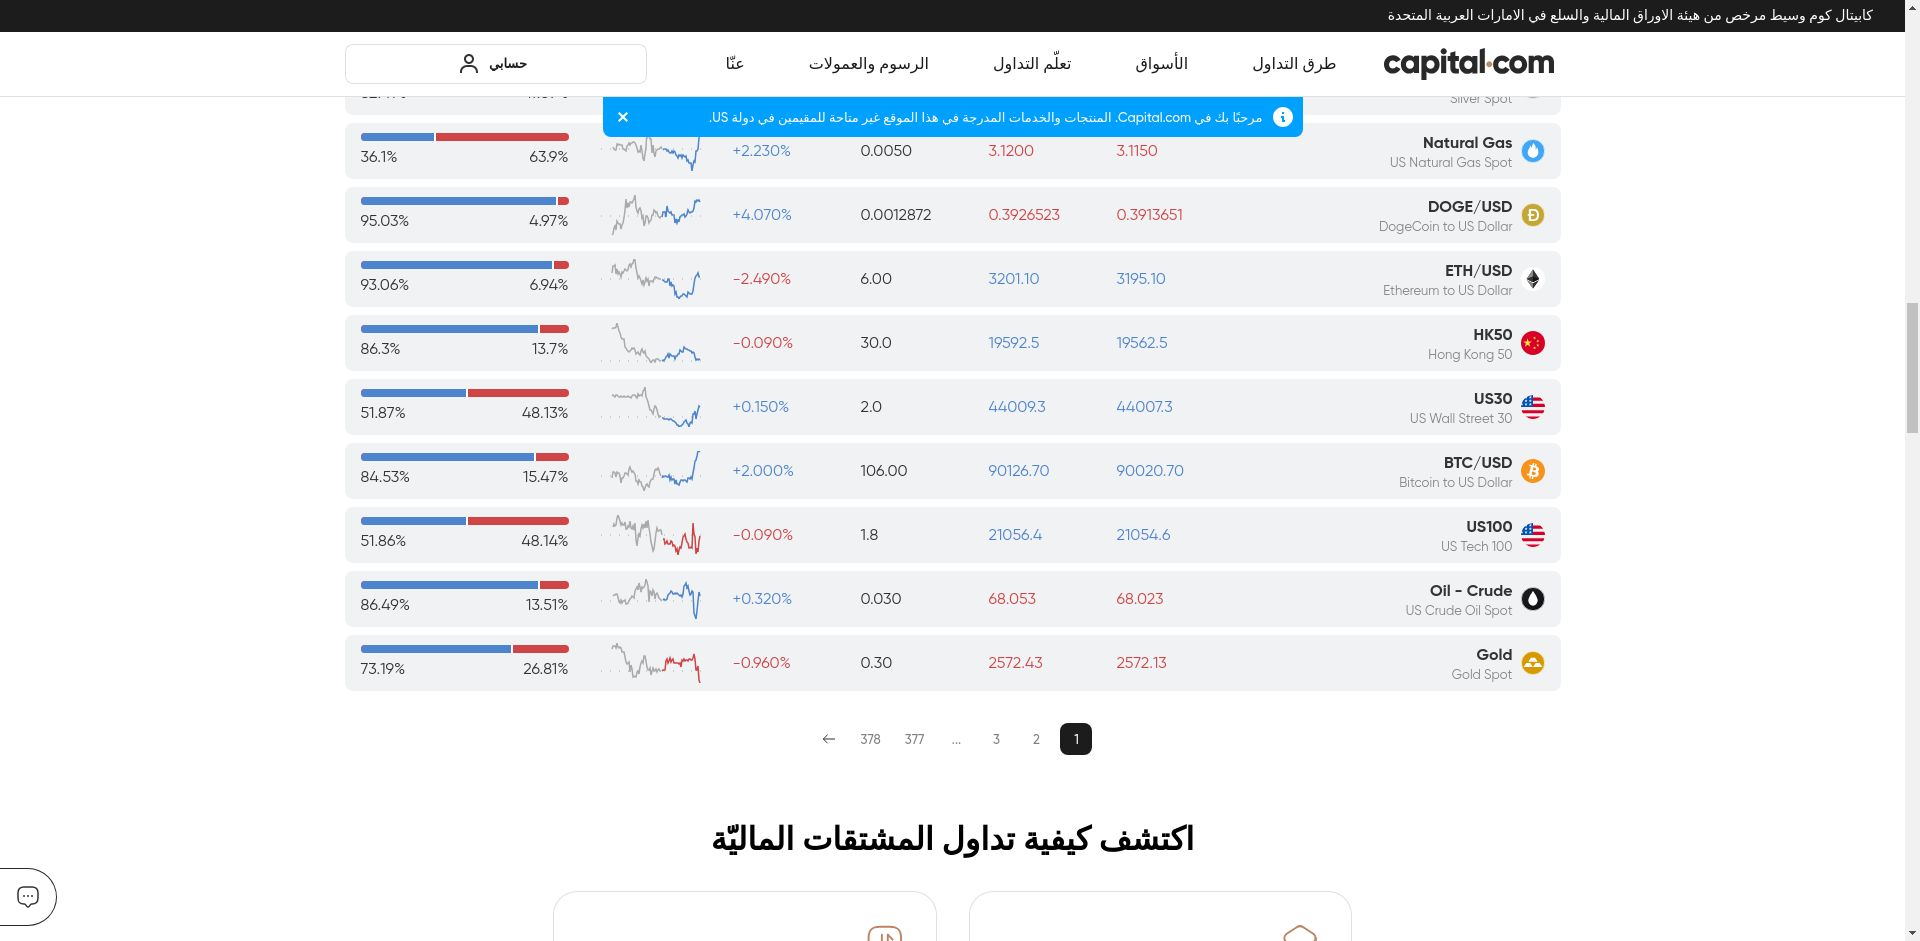 كابيتال كوم وسيط مرخص من هيئة الاوراق المالية والسلع في الامارات العربية المتحدة
capital.com
طرق التداول
الأسواق
تعلّم التداول
الرسوم والعمولات
عنّا
حسابي
مرحبًا بك في Capital.com. المنتجات والخدمات المدرجة في هذا الموقع غير متاحة للمقيمين في دولة US.
Silver Spot
Natural Gas
US Natural Gas Spot
3.1150
3.1200
0.0050
+2.230%
63.9%
36.1%
DOGE/USD
DogeCoin to US Dollar
0.3913651
0.3926523
0.0012872
+4.070%
4.97%
95.03%
ETH/USD
Ethereum to US Dollar
3195.10
3201.10
6.00
-2.490%
6.94%
93.06%
HK50
Hong Kong 50
19562.5
19592.5
30.0
-0.090%
13.7%
86.3%
US30
US Wall Street 30
44007.3
44009.3
2.0
+0.150%
48.13%
51.87%
BTC/USD
Bitcoin to US Dollar
90020.70
90126.70
106.00
+2.000%
15.47%
84.53%
US100
US Tech 100
21054.6
21056.4
1.8
-0.090%
48.14%
51.86%
Oil - Crude
US Crude Oil Spot
68.023
68.053
0.030
+0.320%
13.51%
86.49%
Gold
Gold Spot
2572.13
2572.43
0.30
-0.960%
26.81%
73.19%
1
2
3
...
377
378
اكتشف كيفية تداول المشتقات الماليّة